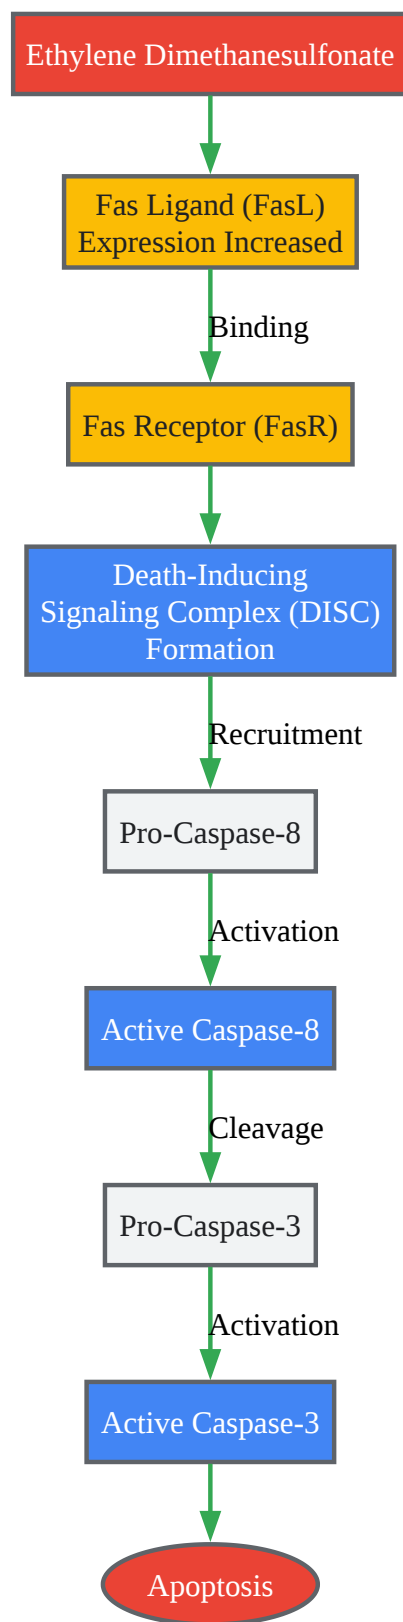 Ethylene Dimethanesulfonate
Fas Ligand (FasL)
Expression Increased
Binding
Fas Receptor (FasR)
Death-Inducing
Signaling Complex (DISC)
Formation
Recruitment
Pro-Caspase-8
Activation
Active Caspase-8
Cleavage
Pro-Caspase-3
Activation
Active Caspase-3
Apoptosis